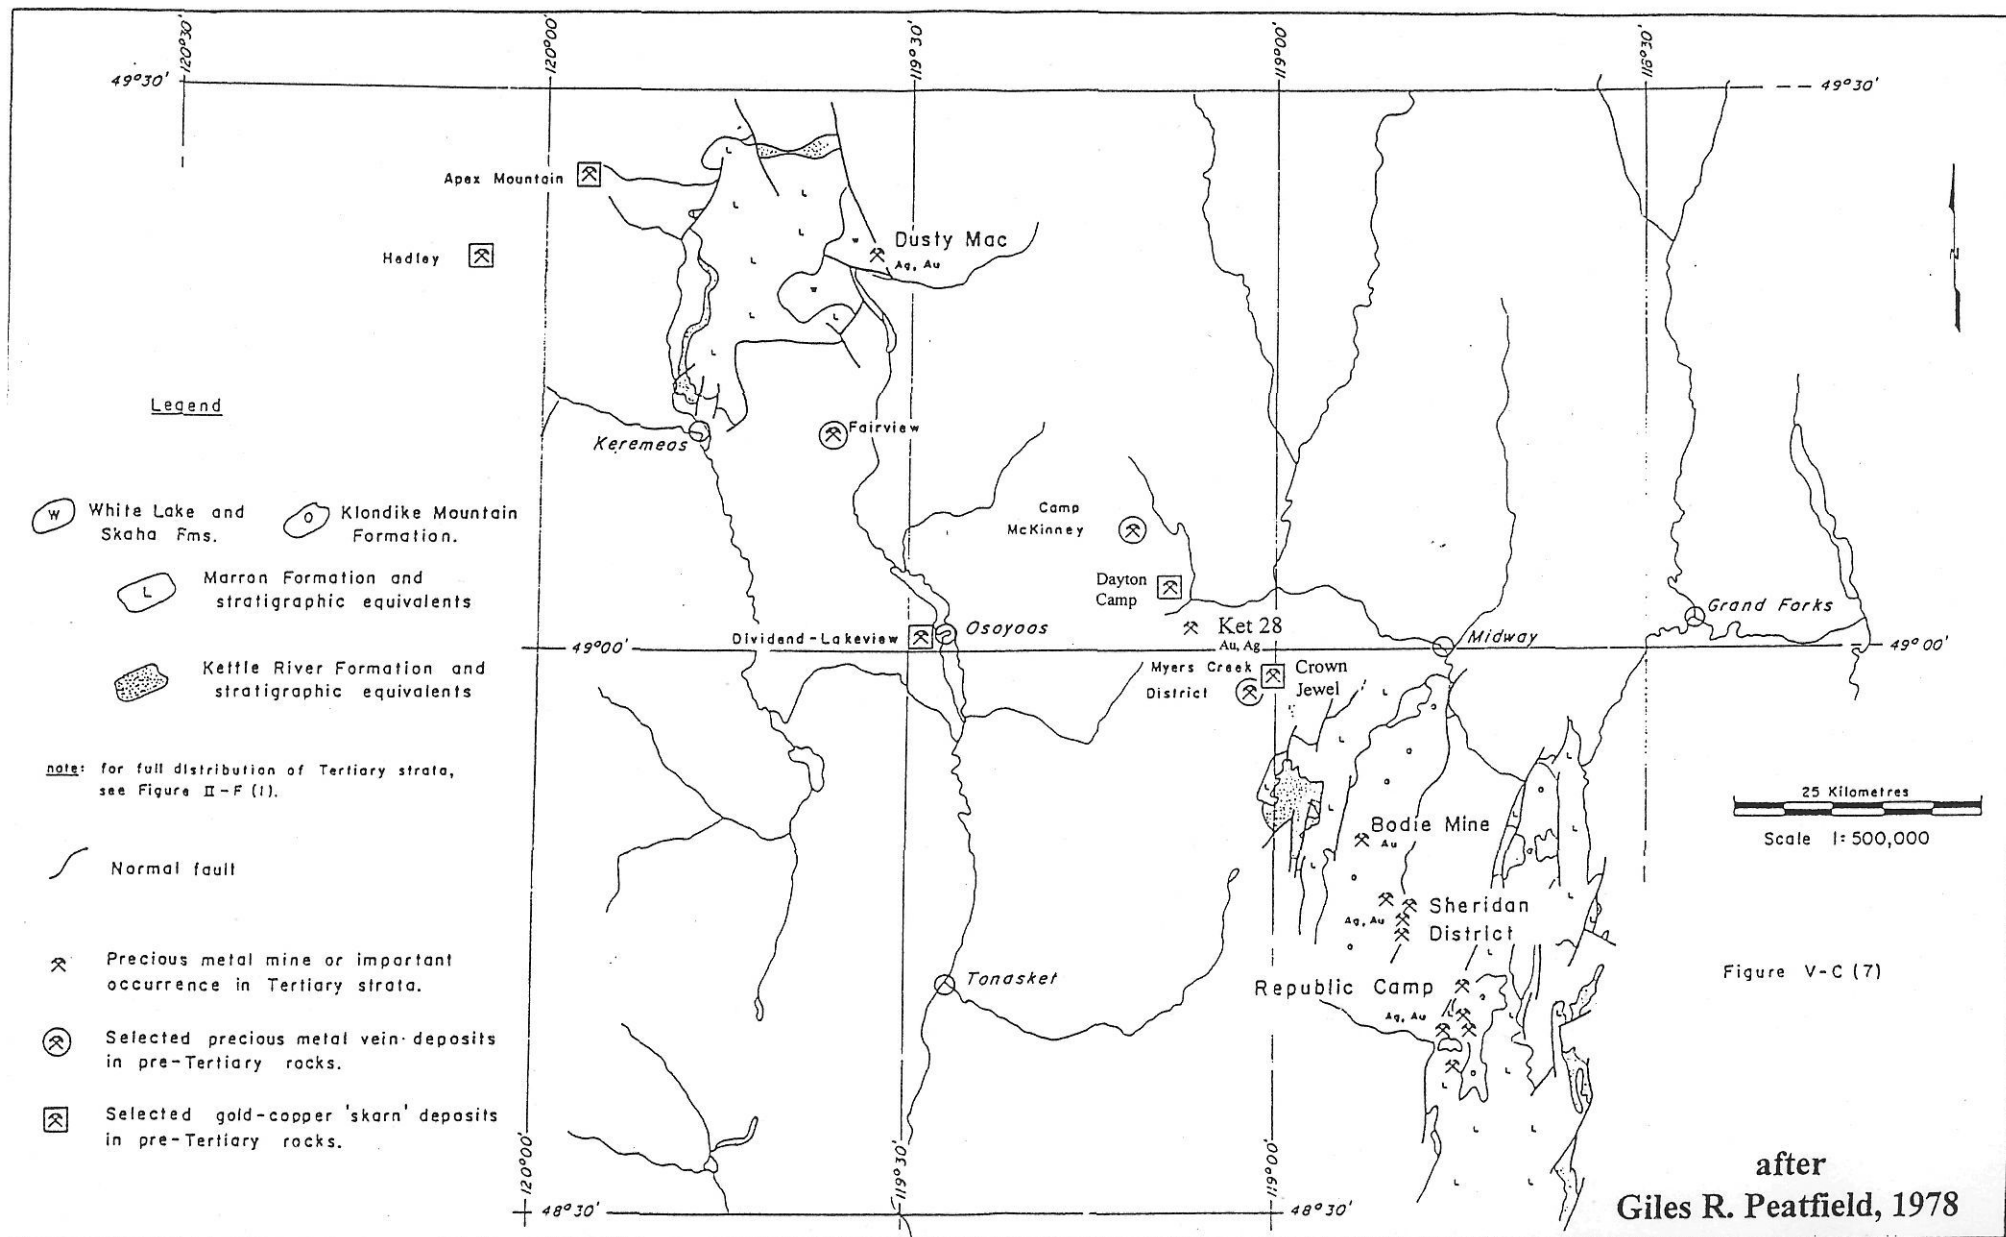 120°30'
120°00'
119°30'
119°00'
118°30'
49°30'
49°30'
Apex Mountain
Hedley
Dusty Mac
Ag, Au
Legend
Keremeos
Fairview
W
White Lake and
Skaha Fms.
O
Klondike Mountain
Formation.
Camp
McKinney
L
Marron Formation and
stratigraphic equivalents
Dayton
Camp
Grand Forks
Ket 28
Au, Ag
Osoyoos
Midway
Dividend-Lakeview
49°00'
49°00'
Kettle River Formation and
stratigraphic equivalents
Myers Creek
District
Crown
Jewel
note: for full distribution of Tertiary strata,
see Figure II-F (1).
25 Kilometres
Scale 1:500,000
Bodie Mine
Au
Normal fault
Sheridan
District
Ag, Au
Precious metal mine or important
occurrence in Tertiary strata.
Tonasket
Republic Camp
Ag, Au
Figure V-C (7)
Selected precious metal vein deposits
in pre-Tertiary rocks.
Selected gold-copper 'skarn' deposits
in pre-Tertiary rocks.
120°00'
119°30'
119°00'
48°30'
48°30'
after
Giles R. Peatfield, 1978